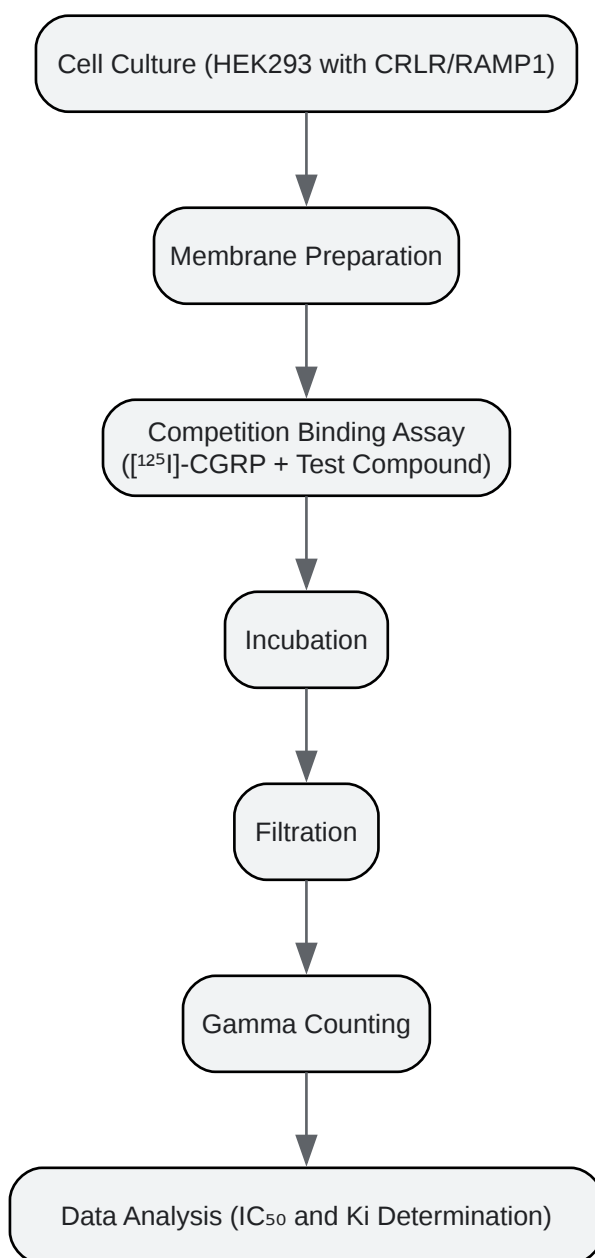 Cell Culture (HEK293 with CRLR/RAMP1)
Membrane Preparation
Competition Binding Assay
([¹²⁵I]-CGRP + Test Compound)
Incubation
Filtration
Gamma Counting
Data Analysis (IC₅₀ and Ki Determination)